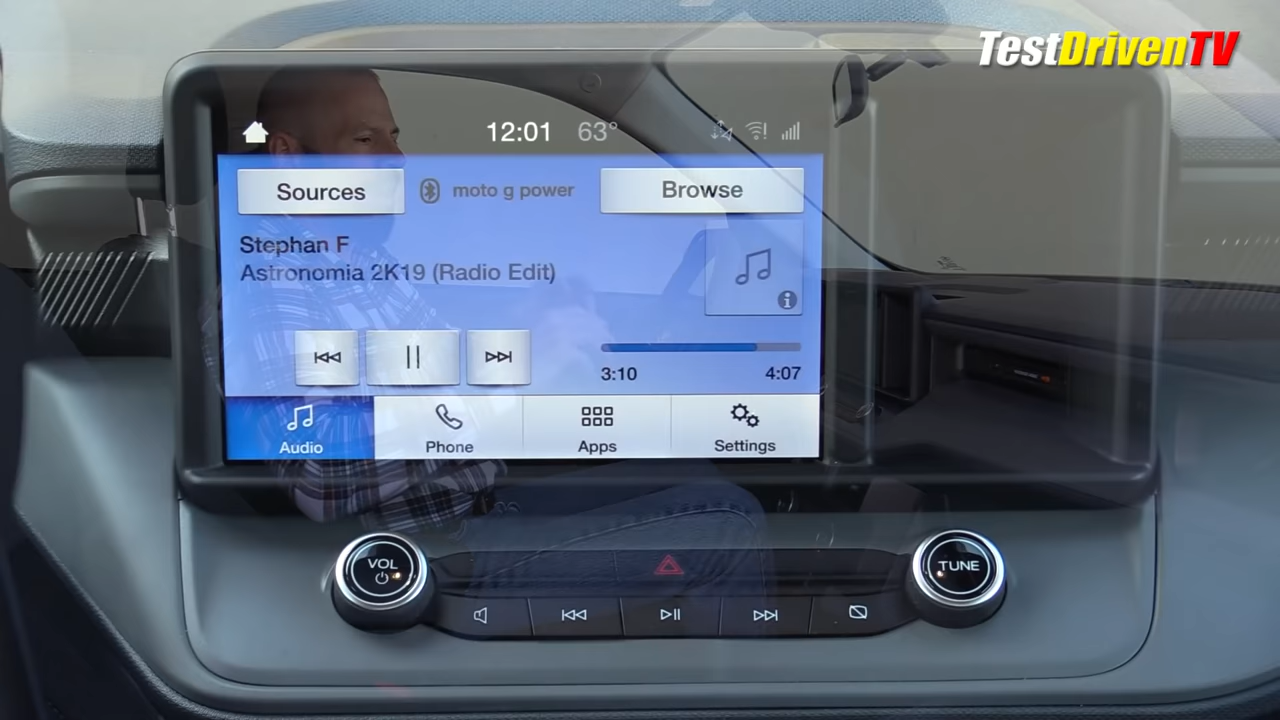 TestDrivenTV
12:01 63°
Sources moto g power Browse
Stephan F
Astronomia 2K19 (Radio Edit)
3:10 4:07
Audio Phone Apps Settings
VOL TUNE